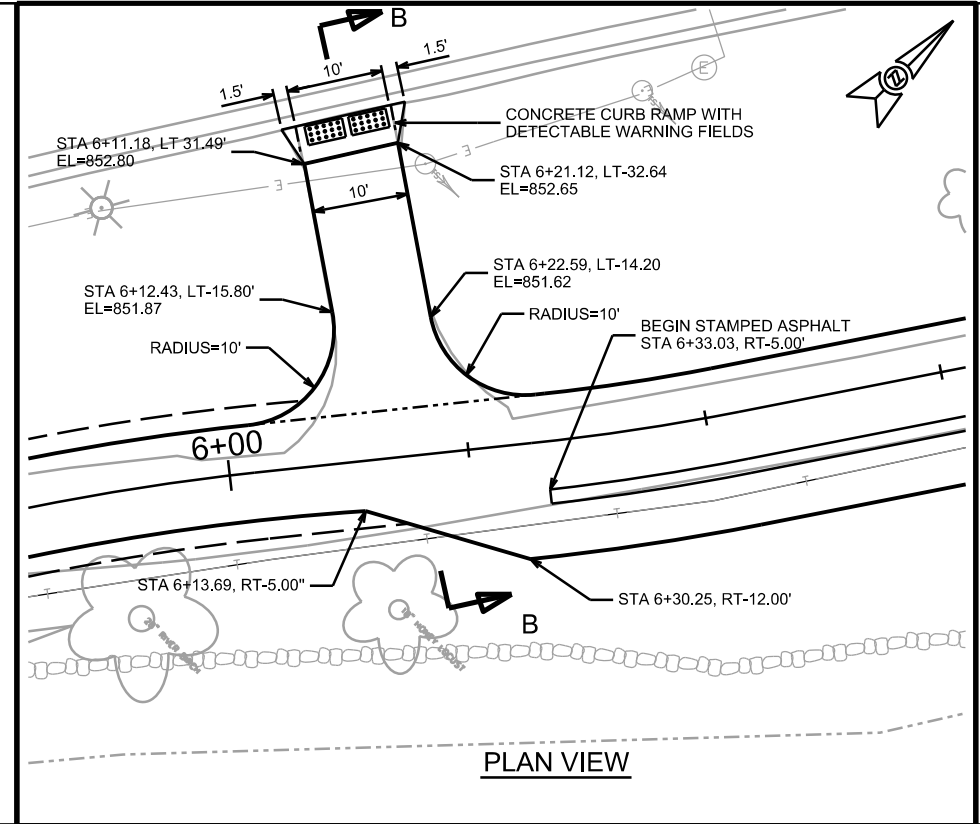 B
1.5'
10'
1.5'
E
CONCRETE CURB RAMP WITH
DETECTABLE WARNING FIELDS
STA 6+11.18, LT 31.49'
EL=852.80
STA 6+21.12, LT-32.64
EL=852.65
10'
E
E
E
STA 6+22.59, LT-14.20
EL=851.62
STA 6+12.43, LT-15.80'
EL=851.87
RADIUS=10'
BEGIN STAMPED ASPHALT
STA 6+33.03, RT-5.00'
RADIUS=10'
6+00
T
T
T
T
T
STA 6+13.69, RT-5.00"
STA 6+30.25, RT-12.00'
B
RIVER BIRCH
HONEY LOCUST
PLAN VIEW